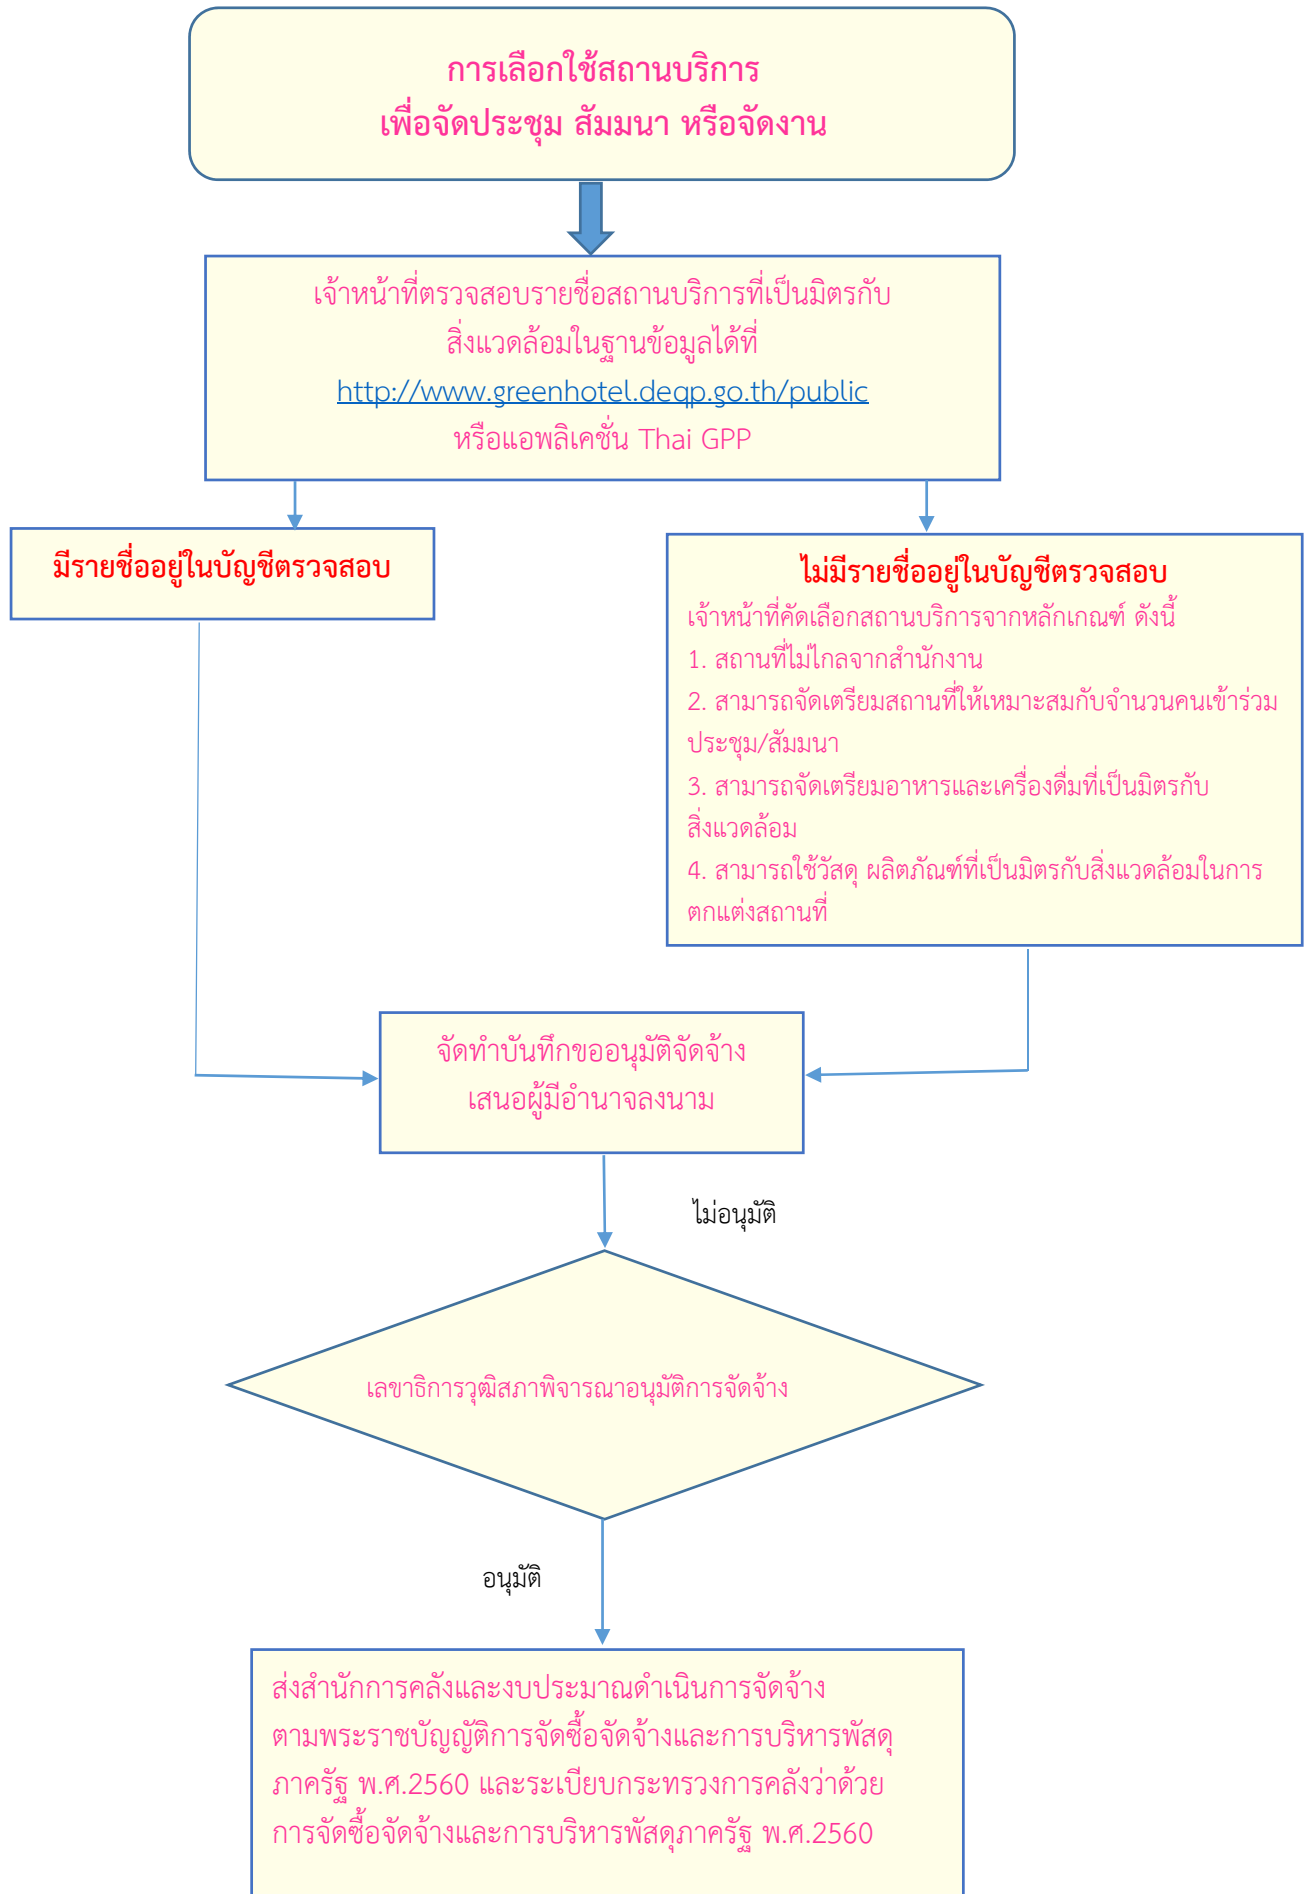 การเลือกใช้สถานบริการ
เพื่อจัดประชุม สัมมนา หรือจัดงาน
เจ้าหน้าที่ตรวจสอบรายชื่อสถานบริการที่เป็นมิตรกับ
สิ่งแวดล้อมในฐานข้อมูลได้ที่
http://www.greenhotel.deqp.go.th/public
หรือแอพลิเคชั่น Thai GPP
มีรายชื่ออยู่ในบัญชีตรวจสอบ
ไม่มีรายชื่ออยู่ในบัญชีตรวจสอบ
เจ้าหน้าที่คัดเลือกสถานบริการจากหลักเกณฑ์ ดังนี้
1. สถานที่ไม่ไกลจากสำนักงาน
2. สามารถจัดเตรียมสถานที่ให้เหมาะสมกับจำนวนคนเข้าร่วม
ประชุม/สัมมนา
3. สามารถจัดเตรียมอาหารและเครื่องดื่มที่เป็นมิตรกับ
สิ่งแวดล้อม
4. สามารถใช้วัสดุ ผลิตภัณฑ์ที่เป็นมิตรกับสิ่งแวดล้อมในการ
ตกแต่งสถานที่
จัดทำบันทึกขออนุมัติจัดจ้าง
เสนอผู้มีอำนาจลงนาม
ไม่อนุมัติ
เลขาธิการวุฒิสภาพิจารณาอนุมัติการจัดจ้าง
อนุมัติ
ส่งสำนักการคลังและงบประมาณดำเนินการจัดจ้าง
ตามพระราชบัญญัติการจัดซื้อจัดจ้างและการบริหารพัสดุ
ภาครัฐ พ.ศ.2560 และระเบียบกระทรวงการคลังว่าด้วย
การจัดซื้อจัดจ้างและการบริหารพัสดุภาครัฐ พ.ศ.2560